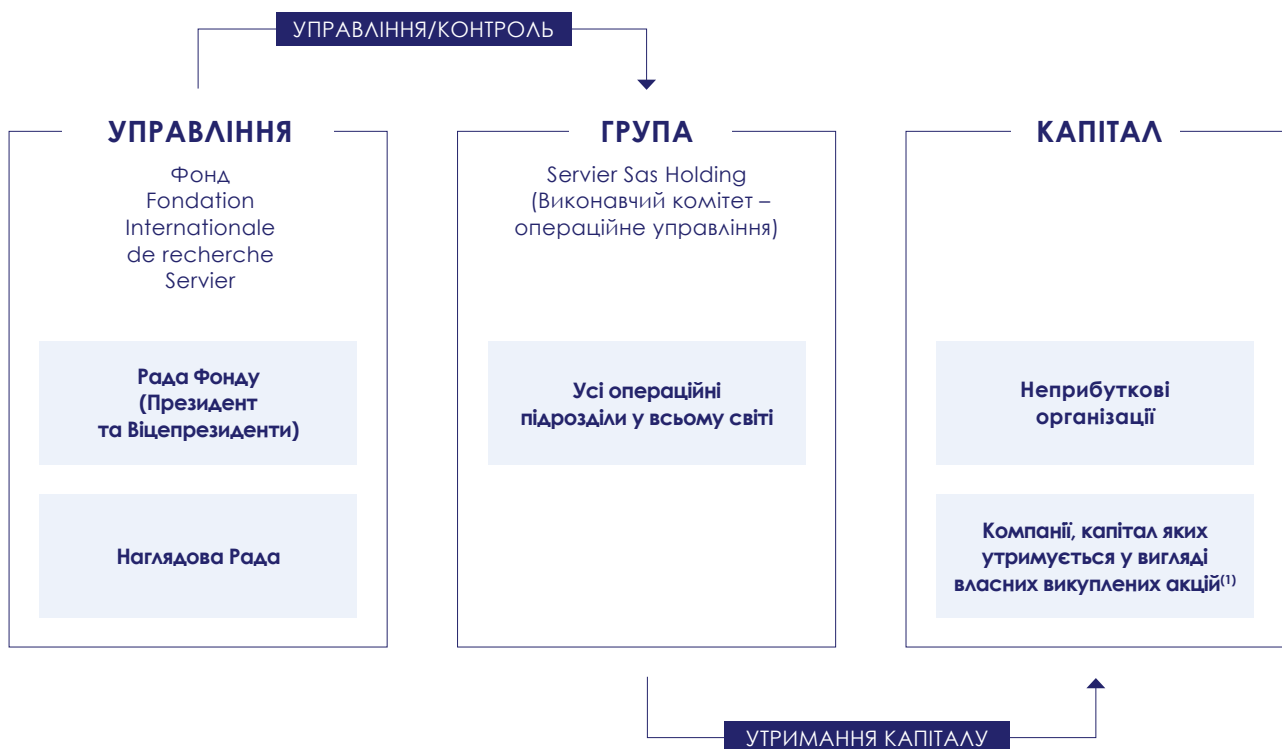 УПРАВЛІННЯ/КОНТРОЛЬ
УПРАВЛІННЯ
Фонд
Fondation
Internationale
de recherche
Servier
Рада Фонду
(Президент
та Віцепрезиденти)
Наглядова Рада
ГРУПА
Servier Sas Holding
(Виконавчий комітет –
операційне управління)
Усі операційні
підрозділи у всьому світі
КАПІТАЛ
Неприбуткові
організації
Компанії, капітал яких
утримується у вигляді
власних викуплених акцій(1)
УТРИМАННЯ КАПІТАЛУ